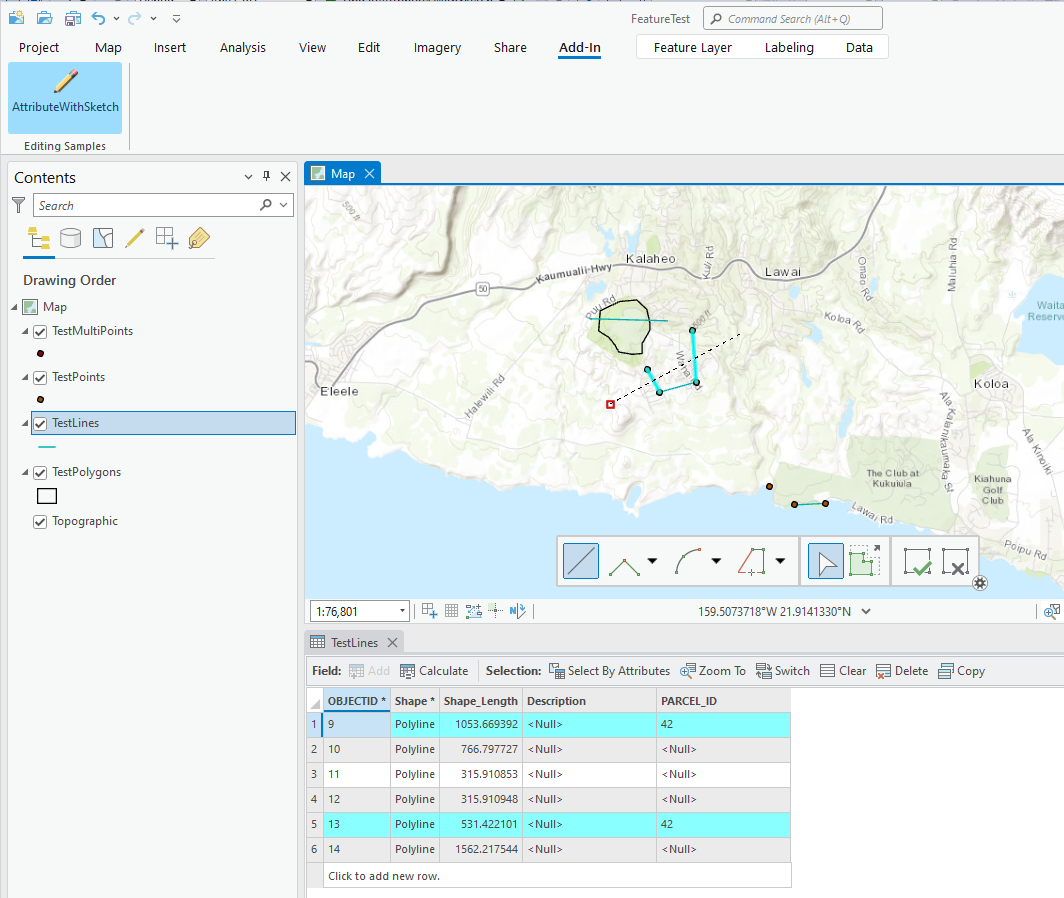 FeatureTest
Command Search (Alt+Q)
Project Map Insert Analysis View Edit Imagery Share Add-In Feature Layer Labeling Data
AttributeWithSketch
Editing Samples
Contents
Search
Drawing Order
Map
TestMultiPoints
TestPoints
TestLines
TestPolygons
Topographic
Map
500 ft
Kalaheo
Kaumualii-Hwy
50
Lawai
Maluhia Rd
Omao Rd
Koloa Rd
Puu Rd
500 ft
Eleele
Halewili Rd
Koloa
Ala Kalanikaumaka St
Ala Kinoiki
The Club at
Kukuiula
Kiahuna
Golf
Club
Lawai Rd
Poipu Rd
1:76,801
159.5073718°W 21.9141330°N
TestLines
Field: Add Calculate Selection: Select By Attributes Zoom To Switch Clear Delete Copy
OBJECTID * Shape * Shape_Length Description PARCEL_ID
1 9 Polyline 1053.669392 <Null> 42
2 10 Polyline 766.797727 <Null> <Null>
3 11 Polyline 315.910853 <Null> <Null>
4 12 Polyline 315.910948 <Null> <Null>
5 13 Polyline 531.422101 <Null> 42
6 14 Polyline 1562.217544 <Null> <Null>
Click to add new row.